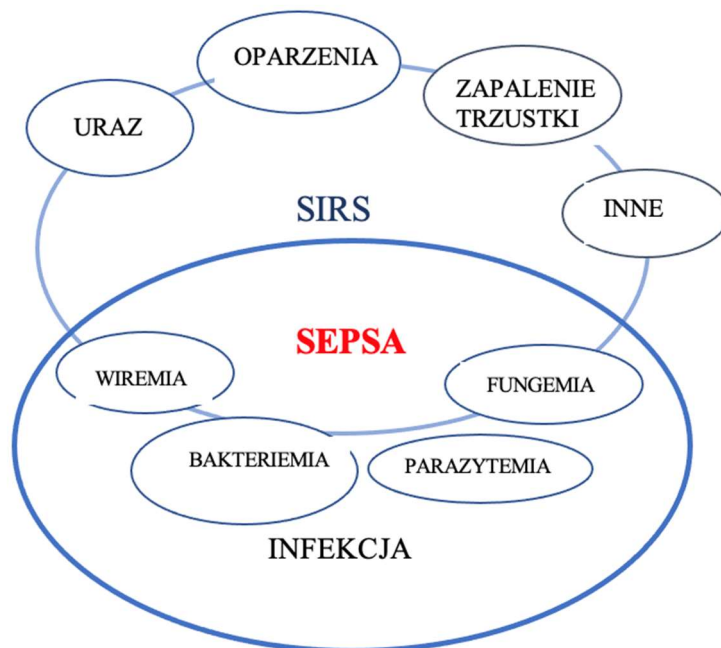 OPARZENIA
ZAPALENIE
TRZUSTKI
URAZ
INNE
SIRS
SEPSA
WIREMIA
FUNGEMIA
BAKTERIEMIA
PARAZYTEMIA
INFEKCJA